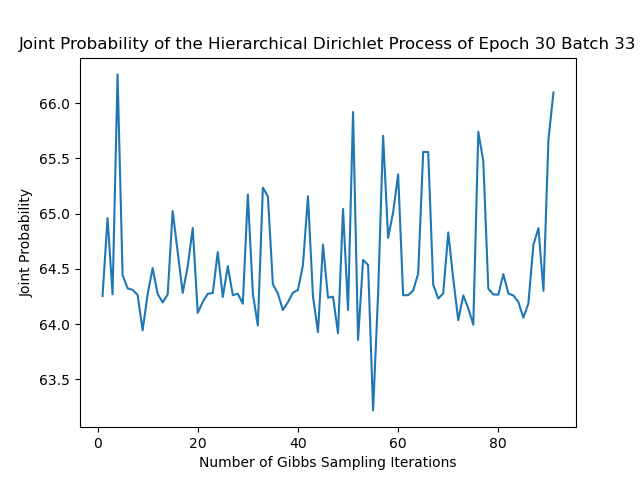 Joint Probability of the Hierarchical Dirichlet Process of Epoch 30 Batch 33
66.0
65.5
65.0
64.5
64.0
63.5
Joint Probability
0 20 40 60 80
Number of Gibbs Sampling Iterations